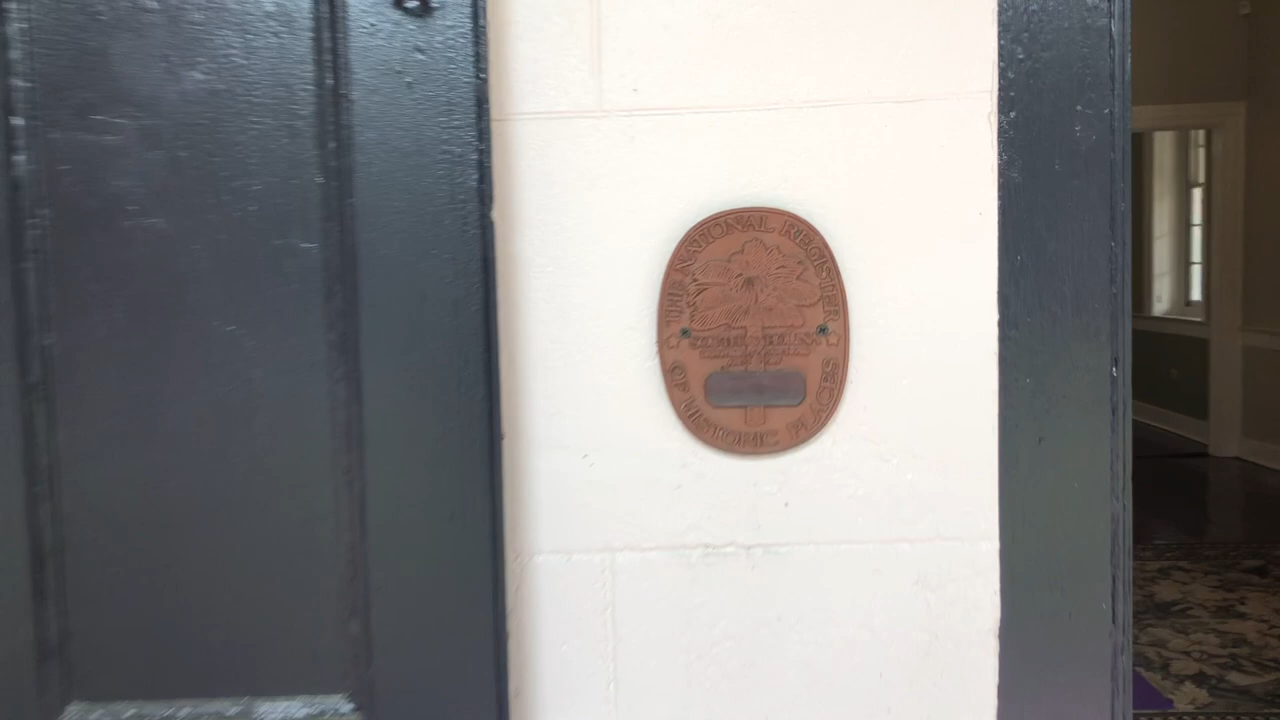 THE NATIONAL REGISTER
SOUTH CAROLINA
OF HISTORIC PLACES